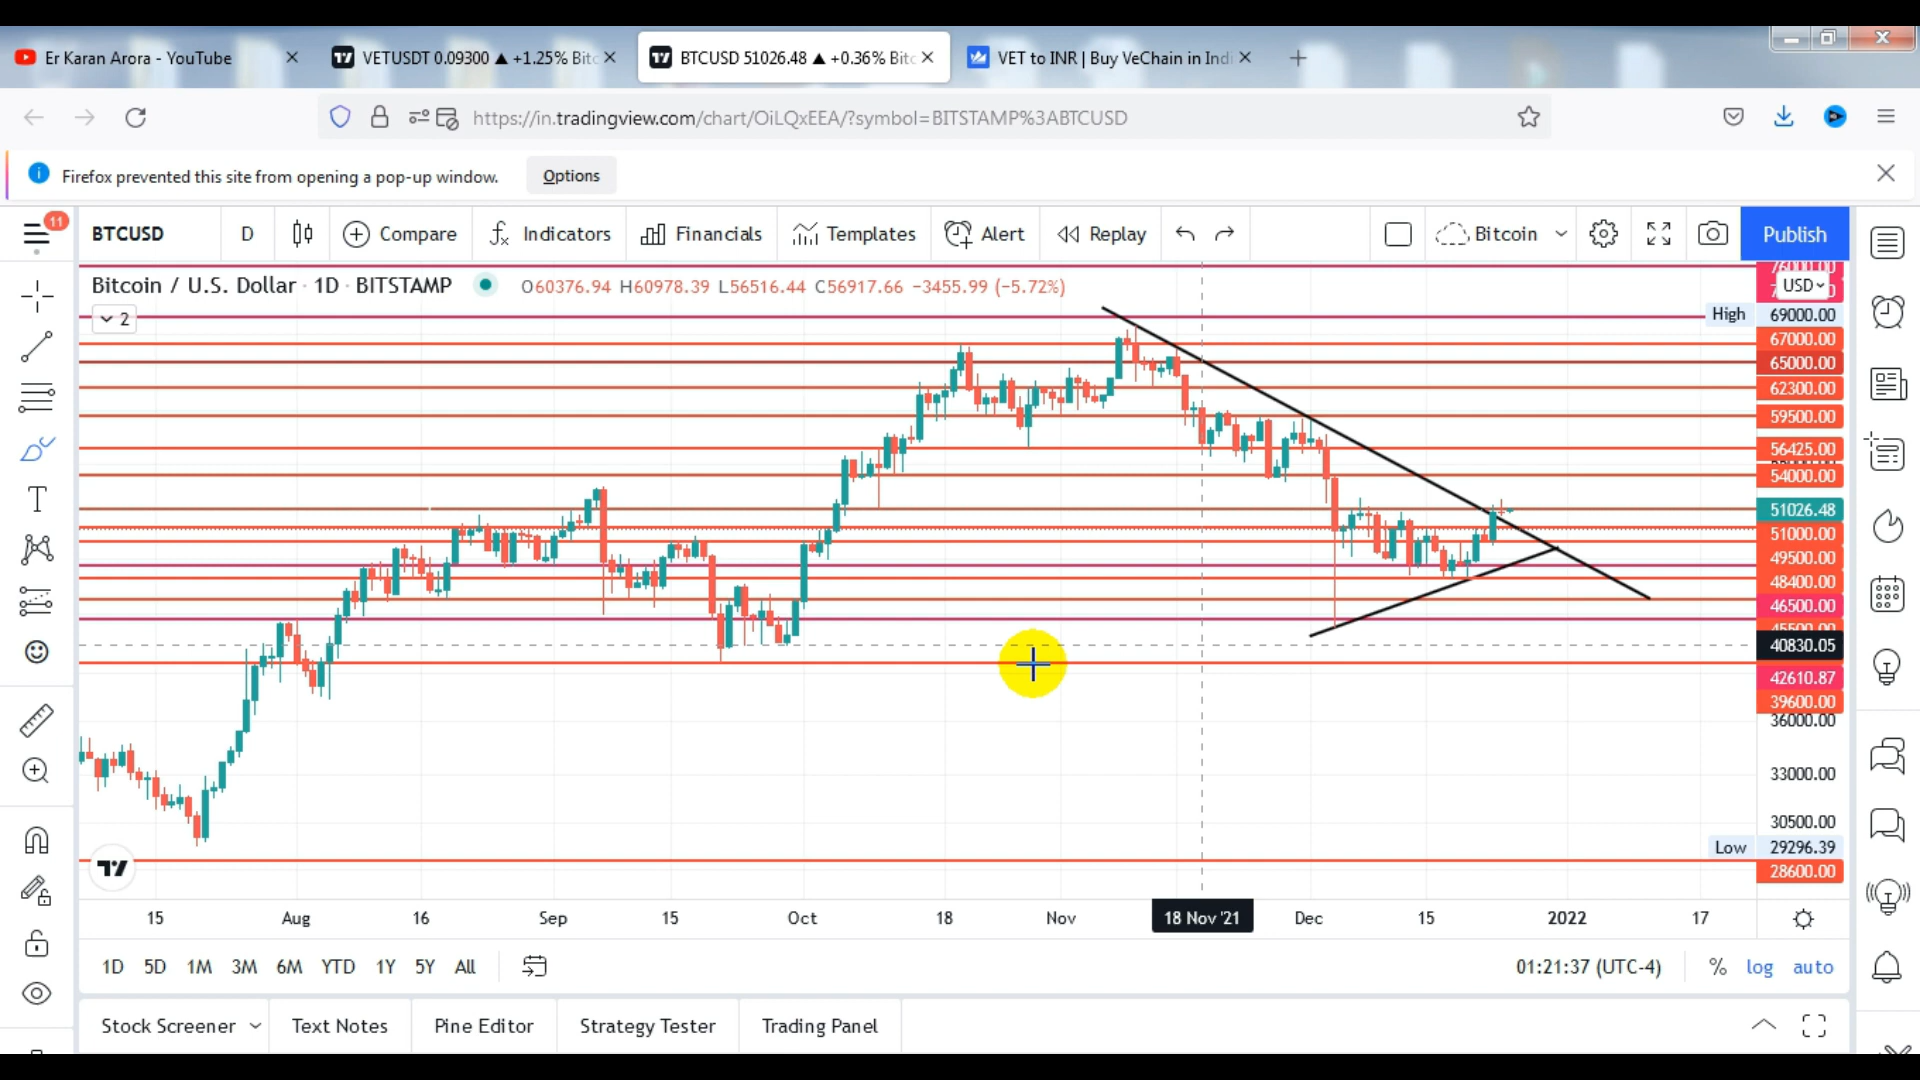 Er Karan Arora - YouTube
VETUSDT 0.09300 ▲ +1.25% Bitc
BTCUSD 51026.48 ▲ +0.36% Bitc
VET to INR | Buy VeChain in Indi
https://in.tradingview.com/chart/OiLQxEEA/?symbol=BITSTAMP%3ABTCUSD
Firefox prevented this site from opening a pop-up window.
Options
11
BTCUSD
D
Compare
Indicators
Financials
Templates
Alert
Replay
Bitcoin
Publish
Bitcoin / U.S. Dollar · 1D · BITSTAMP
O60376.94 H60978.39 L56516.44 C56917.66 −3455.99 (−5.72%)
2
76000.00
USD
High 69000.00
67000.00
65000.00
62300.00
59500.00
56425.00
54000.00
51026.48
51000.00
49500.00
48400.00
46500.00
45500.00
40830.05
42610.87
39600.00
36000.00
33000.00
30500.00
Low 29296.39
28600.00
15 Aug 16 Sep 15 Oct 18 Nov 18 Nov '21 Dec 15 2022 17
1D 5D 1M 3M 6M YTD 1Y 5Y All
01:21:37 (UTC-4)
% log auto
Stock Screener
Text Notes
Pine Editor
Strategy Tester
Trading Panel